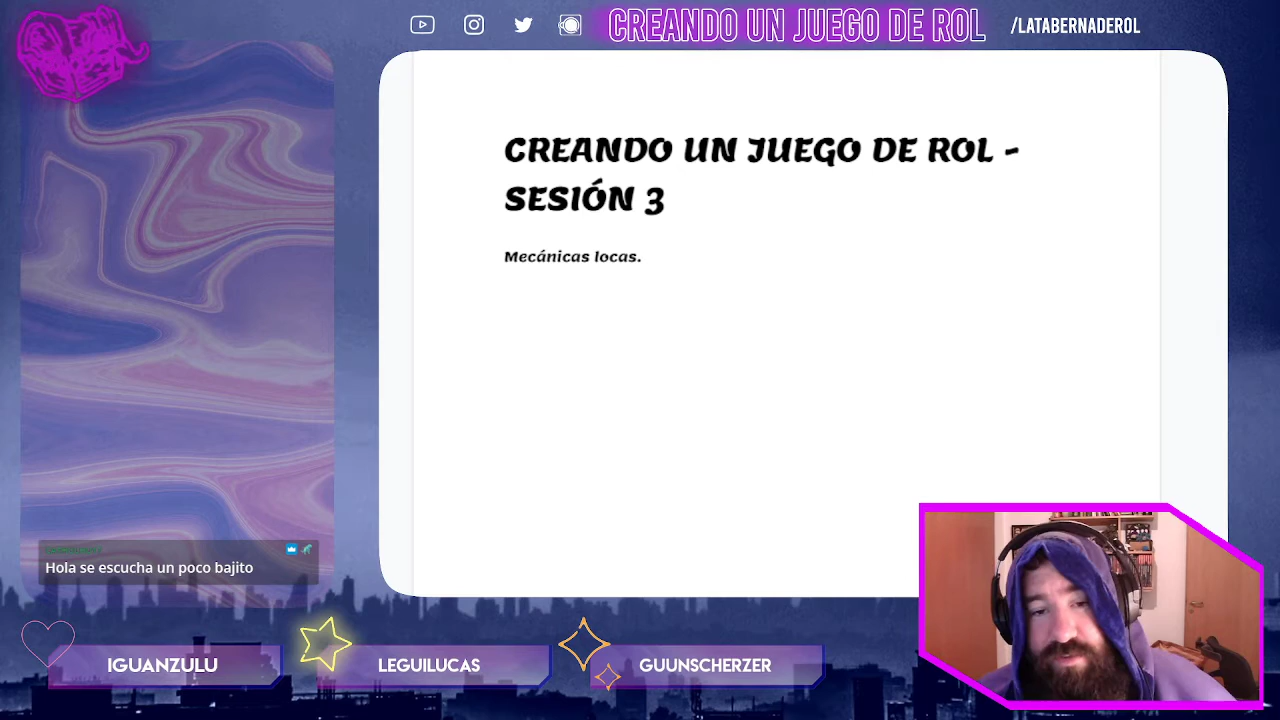 CREANDO UN JUEGO DE ROL
/LATABERNADEROL
CREANDO UN JUEGO DE ROL -
SESIÓN 3
Mecánicas locas.
Hola se escucha un poco bajito
IGUANZULU
LEGUILUCAS
GUUNSCHERZER